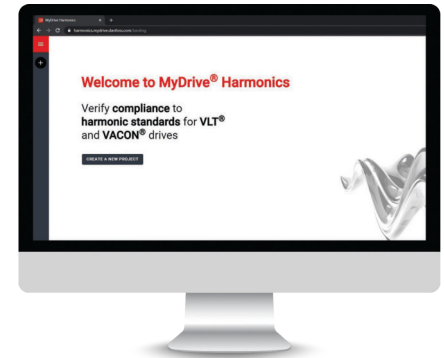 MyDrive Harmonics
harmonics.mydrive.danfoss.com/landing
Welcome to MyDrive® Harmonics
Verify compliance to
harmonic standards for VLT®
and VACON® drives
CREATE A NEW PROJECT